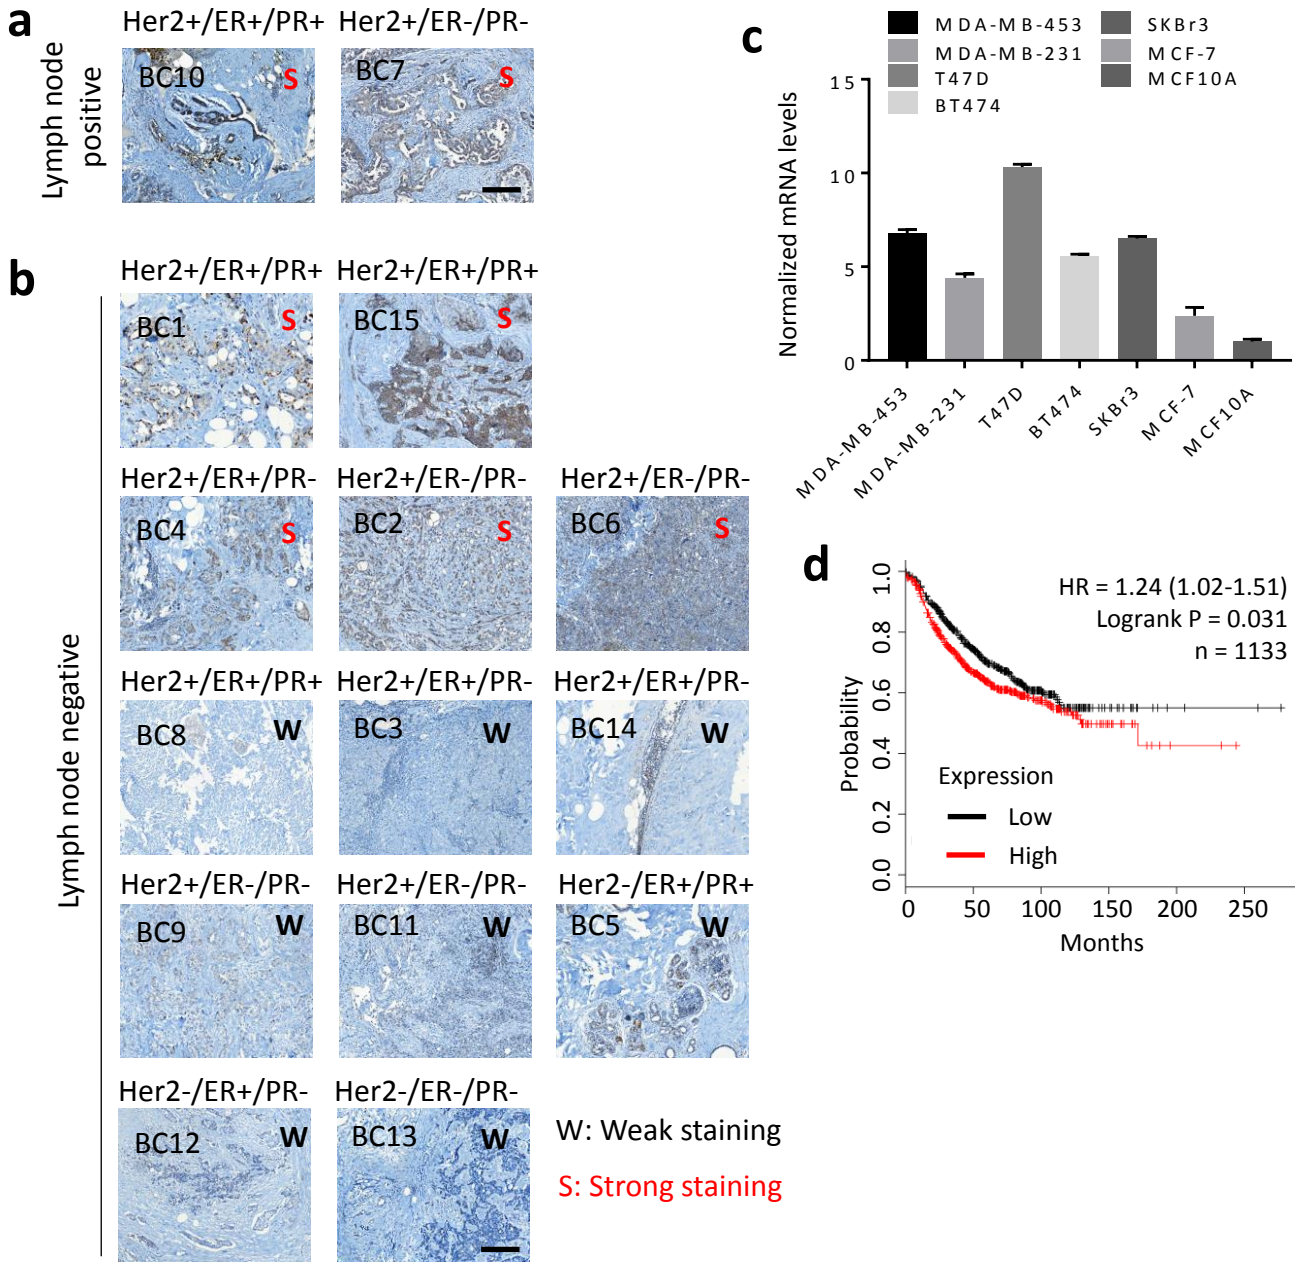 a
Her2+/ER+/PR+ Her2+/ER-/PR-
Lymph node
positive
BC10 S
BC7 S
b
Lymph node negative
Her2+/ER+/PR+ Her2+/ER+/PR+
BC1 S
BC15 S
Her2+/ER+/PR- Her2+/ER-/PR- Her2+/ER-/PR-
BC4 S
BC2 S
BC6 S
Her2+/ER+/PR+ Her2+/ER+/PR- Her2+/ER+/PR-
BC8 W
BC3 W
BC14 W
Her2+/ER-/PR- Her2+/ER-/PR- Her2-/ER+/PR+
BC9 W
BC11 W
BC5 W
Her2-/ER+/PR- Her2-/ER-/PR-
BC12 W
BC13 W
W: Weak staining
S: Strong staining
c
MDA-MB-453 SKBr3
MDA-MB-231 MCF-7
T47D MCF10A
BT474
Normalized mRNA levels
15
10
5
0
MDA-MB-453
MDA-MB-231
T47D
BT474
SKBr3
MCF-7
MCF10A
d
HR = 1.24 (1.02-1.51)
Logrank P = 0.031
n = 1133
Probability
1.0
0.8
0.6
0.4
0.2
0.0
Expression
Low
High
0 50 100 150 200 250
Months